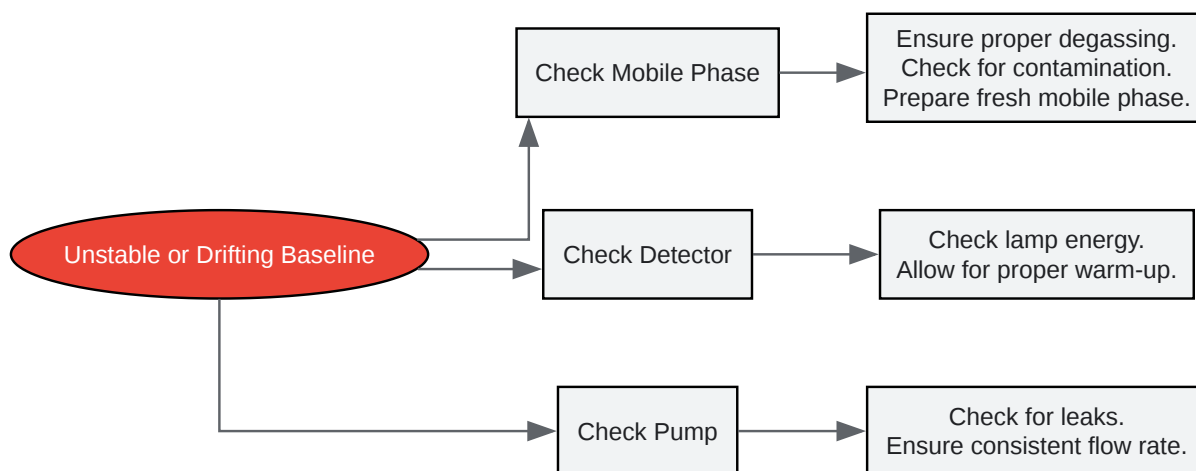 Check Mobile Phase
Ensure proper degassing.
Check for contamination.
Prepare fresh mobile phase.
Unstable or Drifting Baseline
Check Detector
Check lamp energy.
Allow for proper warm-up.
Check Pump
Check for leaks.
Ensure consistent flow rate.